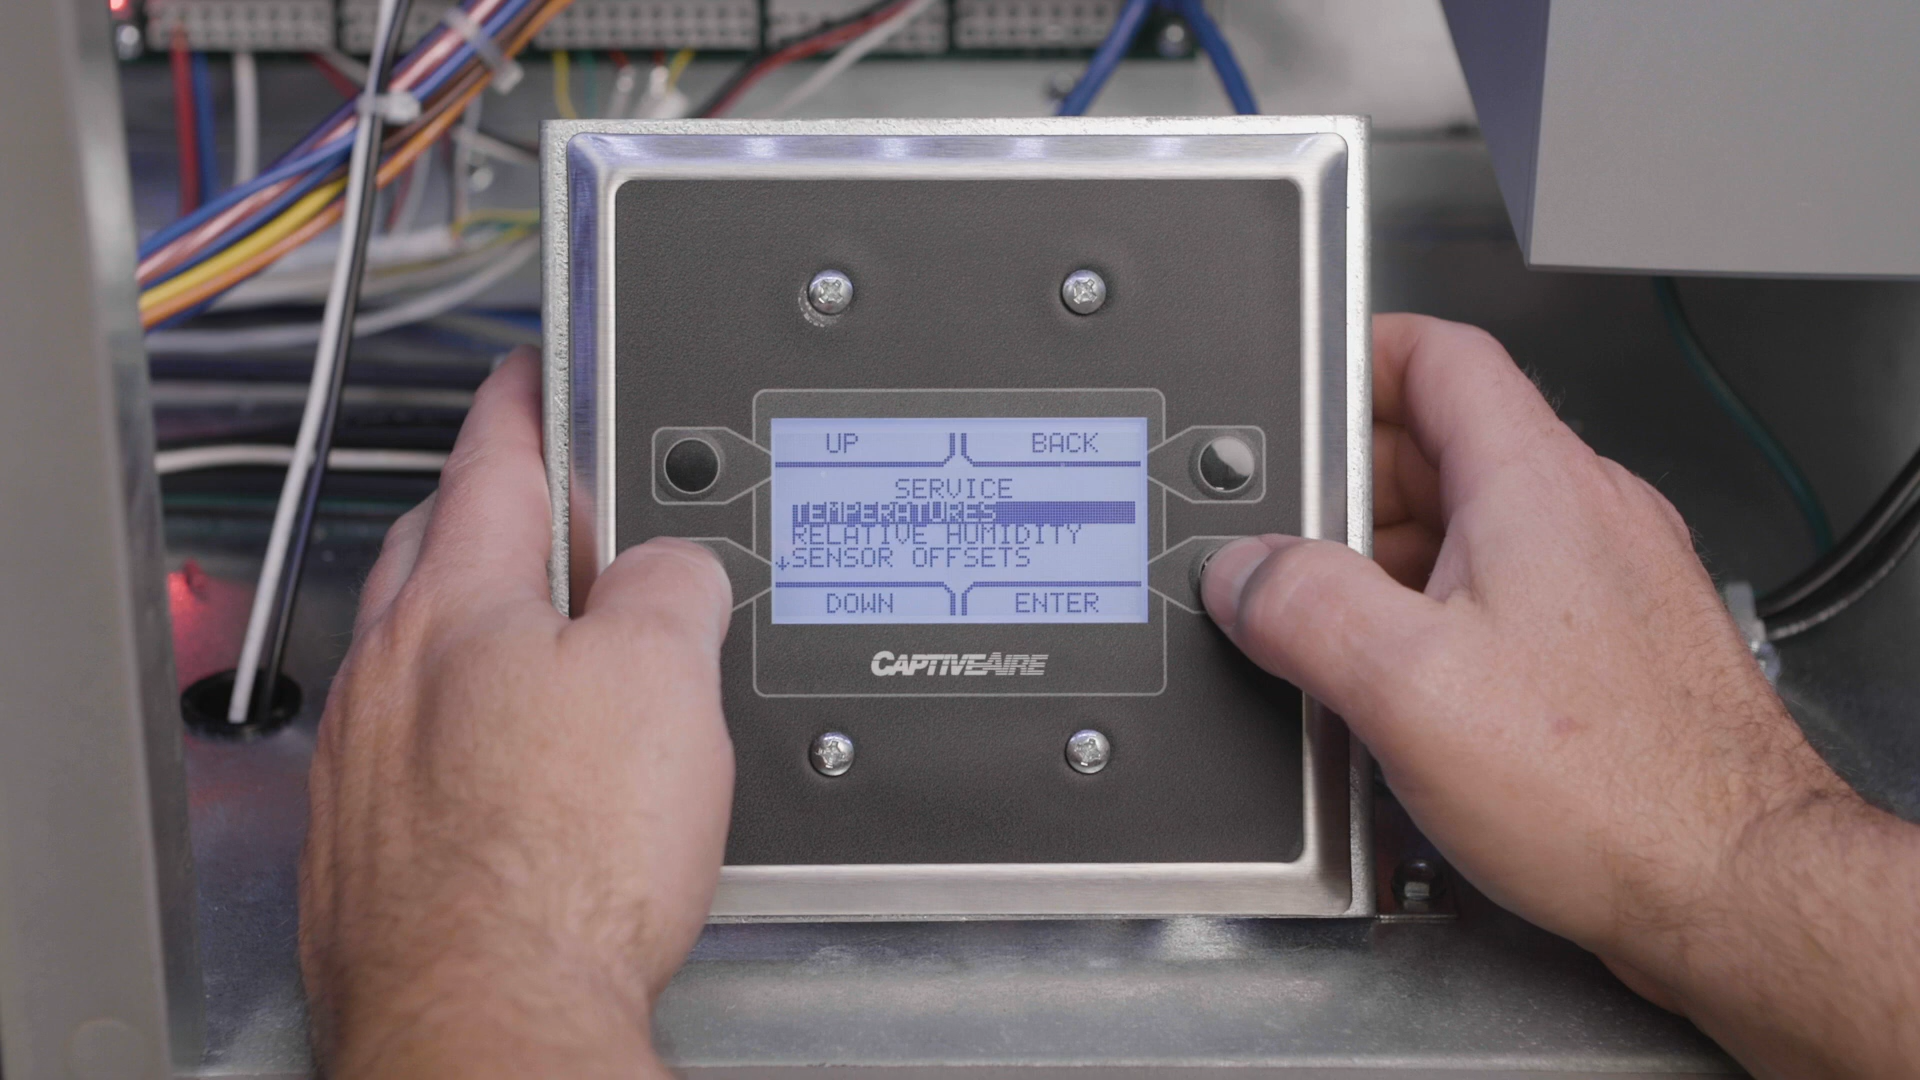 UP BACK
SERVICE
TEMPERATURES
RELATIVE HUMIDITY
↓SENSOR OFFSETS
DOWN ENTER
CAPTIVEAIRE